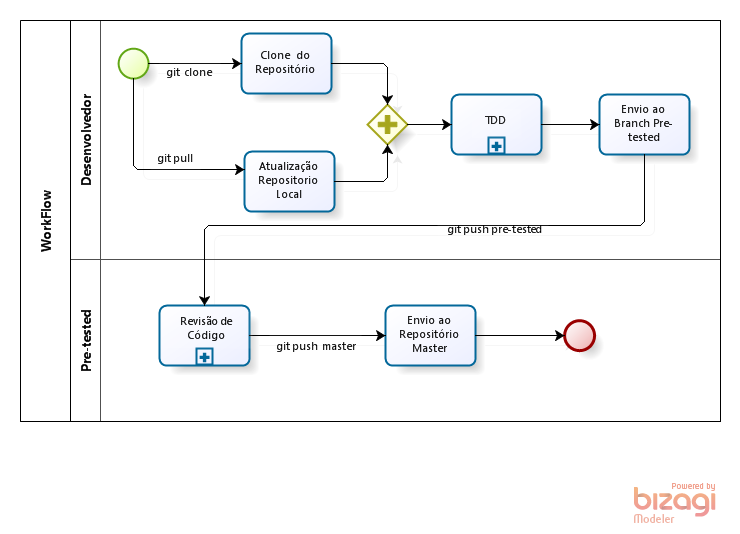 WorkFlow
Desenvolvedor
Clone do
Repositório
git clone
git pull
Atualização
Repositorio
Local
TDD
Envio ao
Branch Pre-
tested
git push pre-tested
Pre-tested
Revisão de
Código
git push master
Envio ao
Repositório
Master
Powered by
bizagi
Modeler